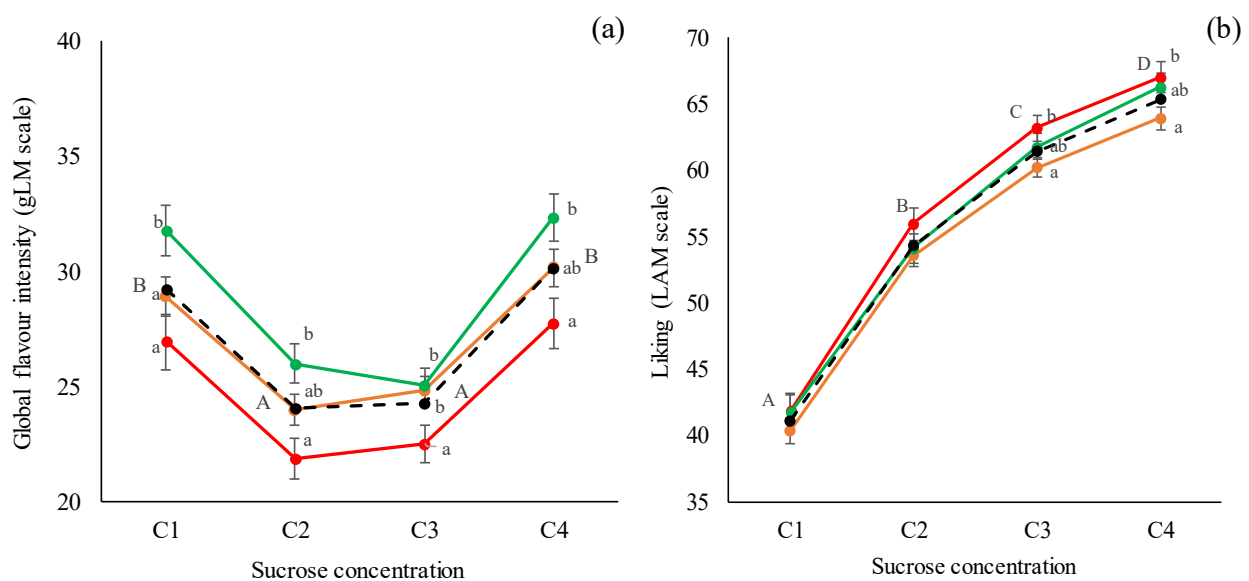 (a)
Global flavour intensity (gLM scale)
40
35
30
25
20
b
B
a
a
b
ab
A
a
b
A
b
a
b
B
ab
a
C1 C2 C3 C4
Sucrose concentration
(b)
Liking (LAM scale)
70
65
60
55
50
45
40
35
A
B
C
b
ab
a
D
b
ab
a
C1 C2 C3 C4
Sucrose concentration